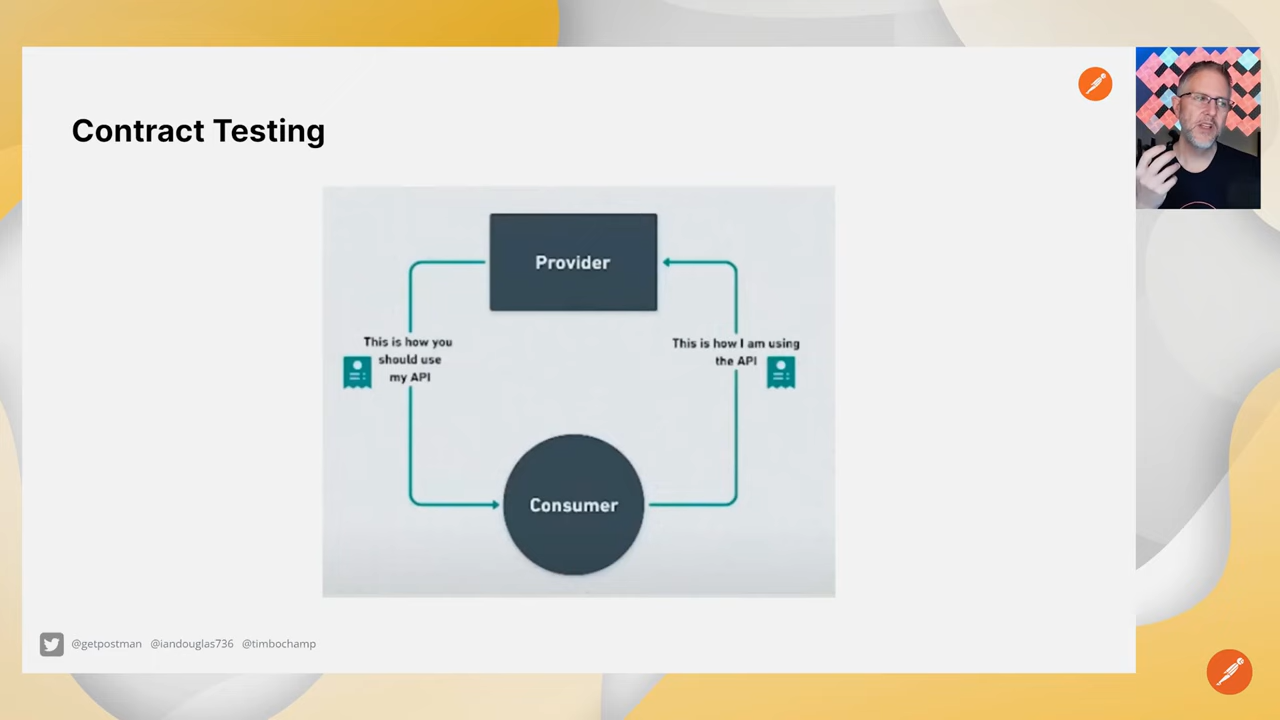 Contract Testing
Provider
This is how you
should use
my API
This is how I am using
the API
Consumer
@getpostman @iandouglas736 @timbochamp